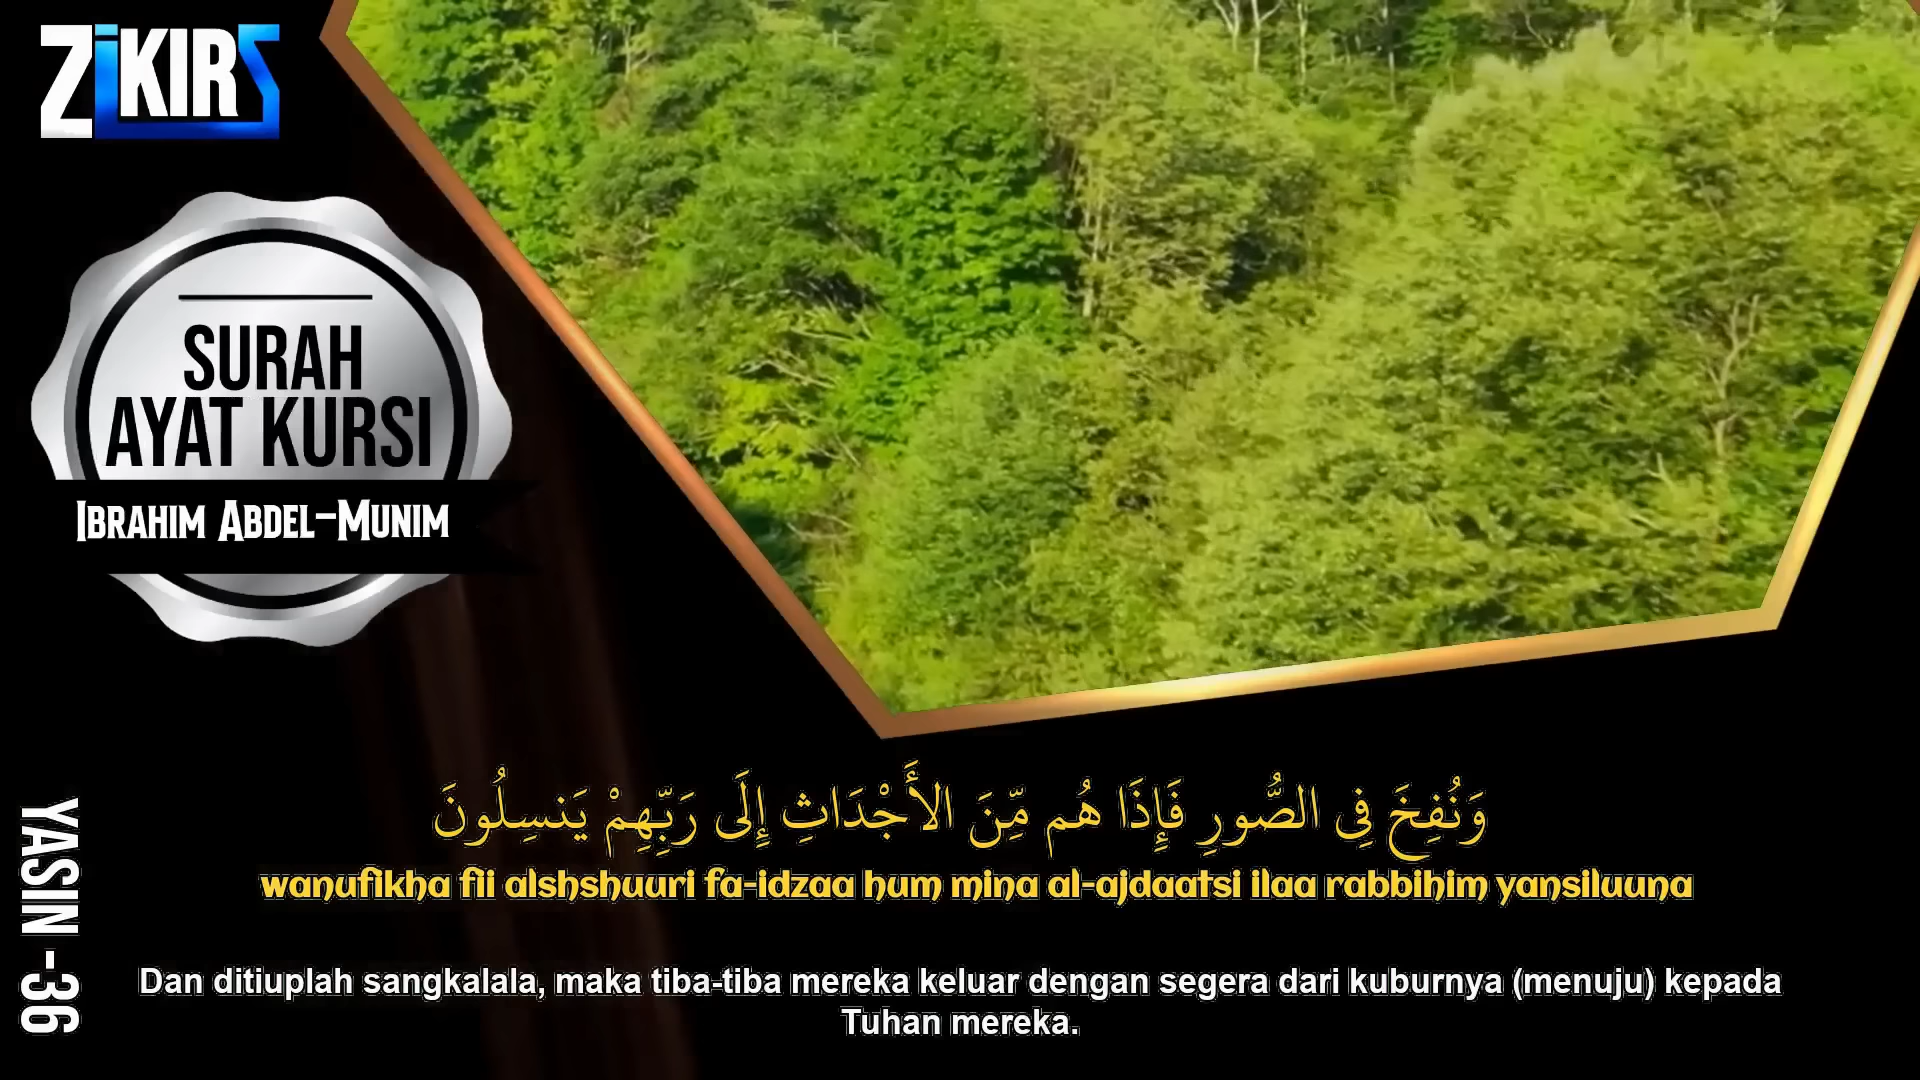 ZiKIRS
SURAH
AYAT KURSI
IBRAHIM ABDEL-MUNIM
YASIN -36
وَنُفِخَ فِى الصُّورِ فَإِذَا هُم مِّنَ الأَجْدَاثِ إِلَى رَبِّهِمْ يَنسِلُونَ
wanufikha fii alshshuuri fa-idzaa hum mina al-ajdaatsi ilaa rabbihim yansiluuna
Dan ditiuplah sangkalala, maka tiba-tiba mereka keluar dengan segera dari kuburnya (menuju) kepada
Tuhan mereka.